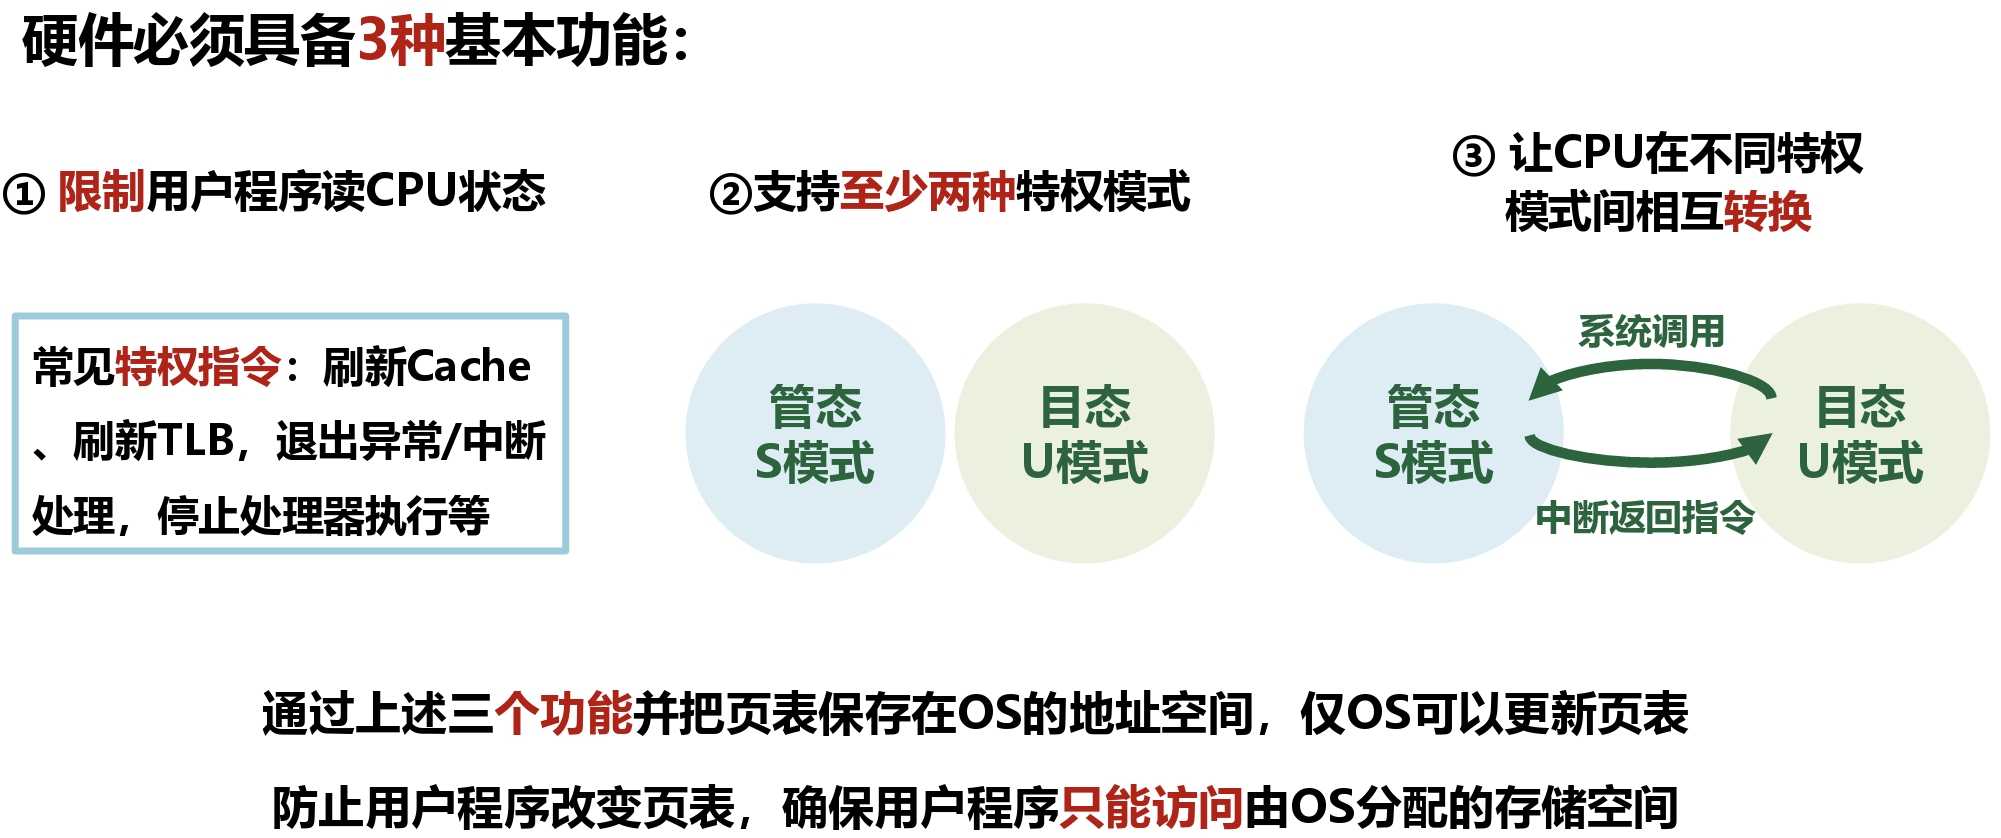 硬件必须具备3种基本功能：
① 限制用户程序读CPU状态
常见特权指令：刷新Cache
、刷新TLB，退出异常/中断
处理，停止处理器执行等
②支持至少两种特权模式
管态
S模式
目态
U模式
③ 让CPU在不同特权
模式间相互转换
系统调用
管态
S模式
目态
U模式
中断返回指令
通过上述三个功能并把页表保存在OS的地址空间，仅OS可以更新页表
防止用户程序改变页表，确保用户程序只能访问由OS分配的存储空间